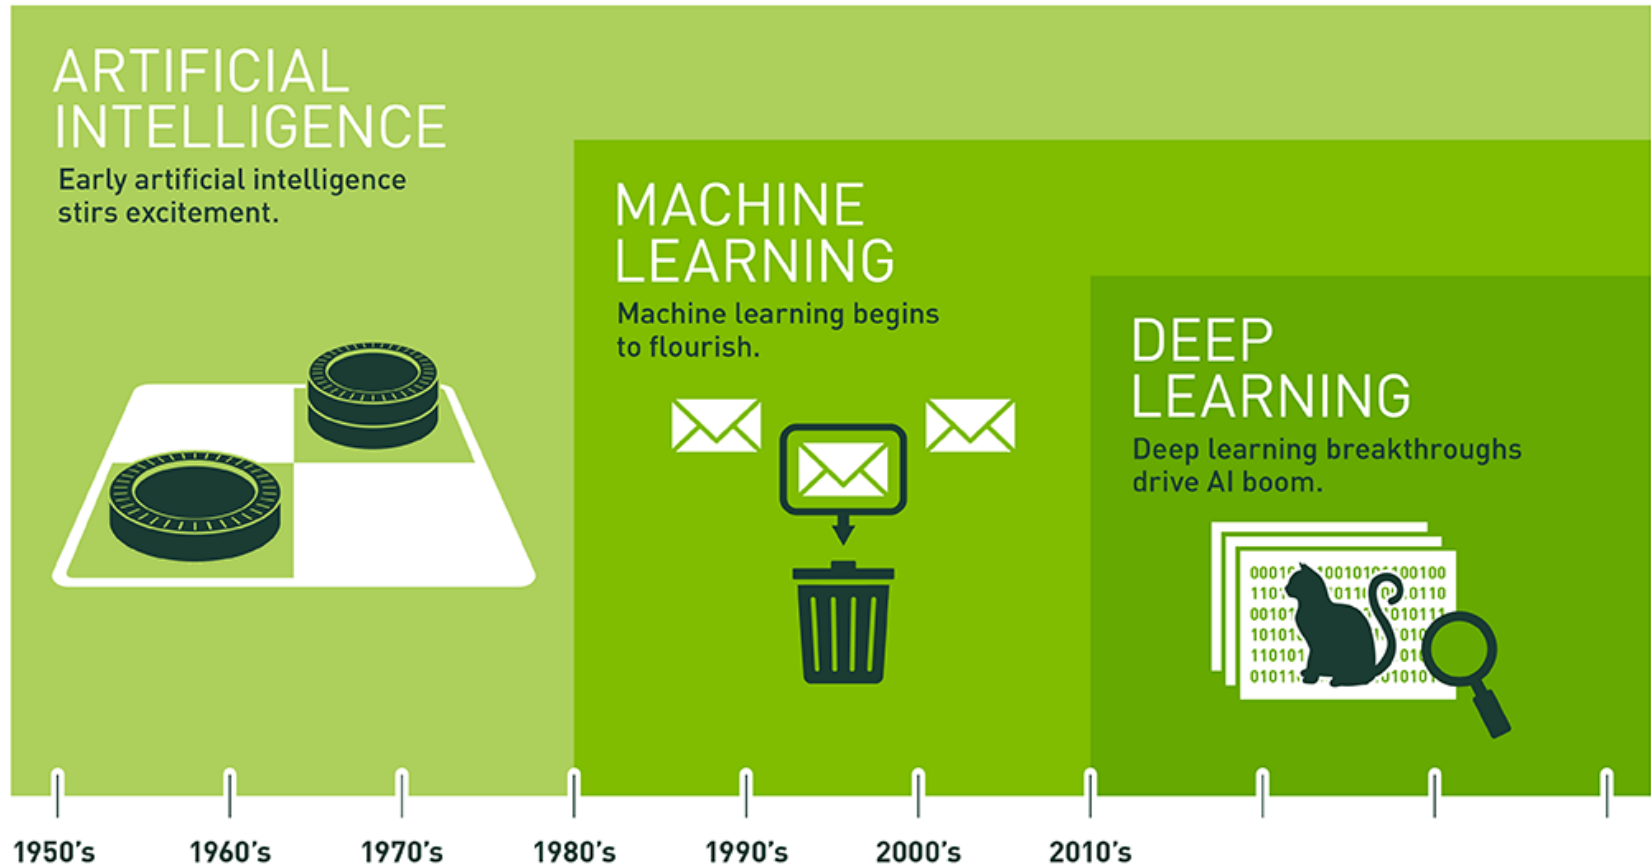 ARTIFICIAL
INTELLIGENCE
Early artificial intelligence
stirs excitement.
MACHINE
LEARNING
Machine learning begins
to flourish.
DEEP
LEARNING
Deep learning breakthroughs
drive AI boom.
1950's 1960's 1970's 1980's 1990's 2000's 2010's